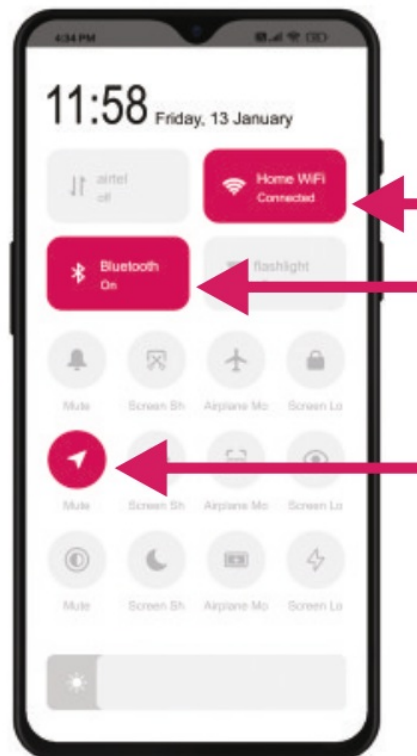 4:34 PM
11:58 Friday, 13 January
airtel
off
Home WiFi
Connected
Bluetooth
On
flashlight
Mute Screen Sh Airplane Mo Screen Lo
Mute Screen Sh Airplane Mo Screen Lo
Mute Screen Sh Airplane Mo Screen Lo